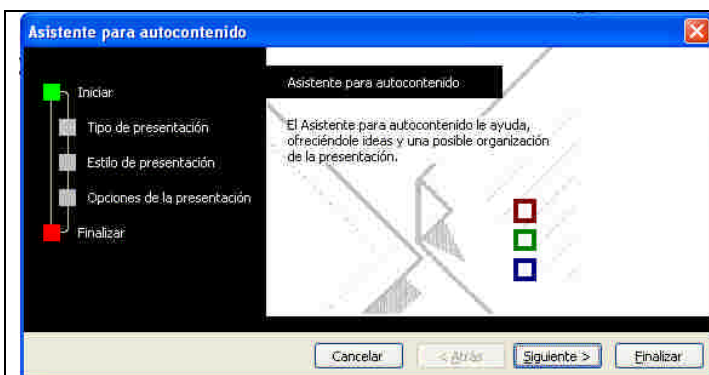 Asistente para autocontenido
Iniciar
Tipo de presentación
Estilo de presentación
Opciones de la presentación
Finalizar
Asistente para autocontenido
El Asistente para autocontenido le ayuda,
ofreciéndole ideas y una posible organización
de la presentación.
Cancelar
< Atrás
Siguiente >
Finalizar